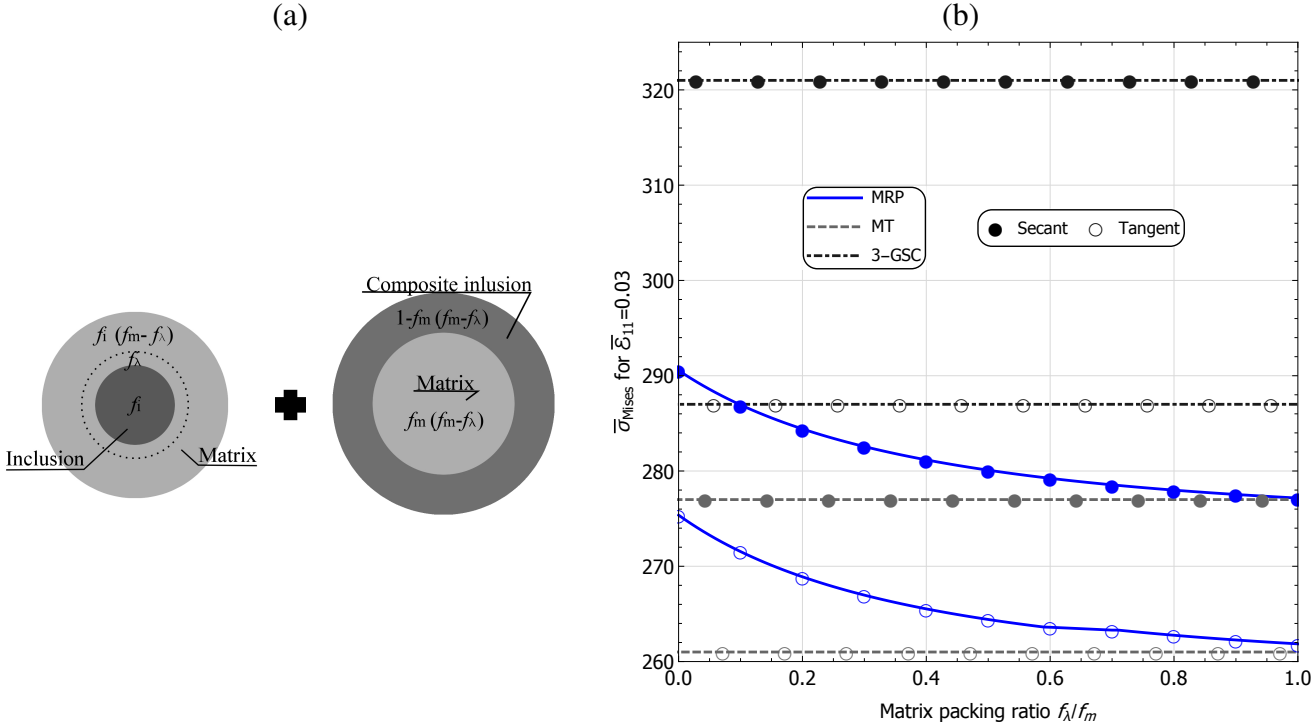 (a)
Composite inlusion
1-fm (fm-fλ)
fi (fm- fλ)
fλ
fi
Matrix
fm (fm-fλ)
Inclusion
Matrix
(b)
320
310
300
290
280
270
260
σ̅Mises for ε̅11=0.03
MRP
MT
3-GSC
Secant
Tangent
0.0 0.2 0.4 0.6 0.8 1.0
Matrix packing ratio fλ/fm